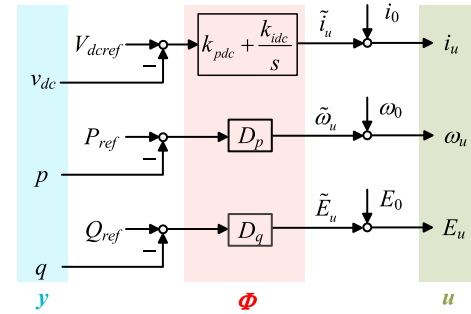 V_dcref − v_dc k_pdc + k_idc/s ĩ_u i_0 i_u
P_ref − p D_p ω̃_u ω_0 ω_u
Q_ref − q D_q Ẽ_u E_0 E_u
y Φ u